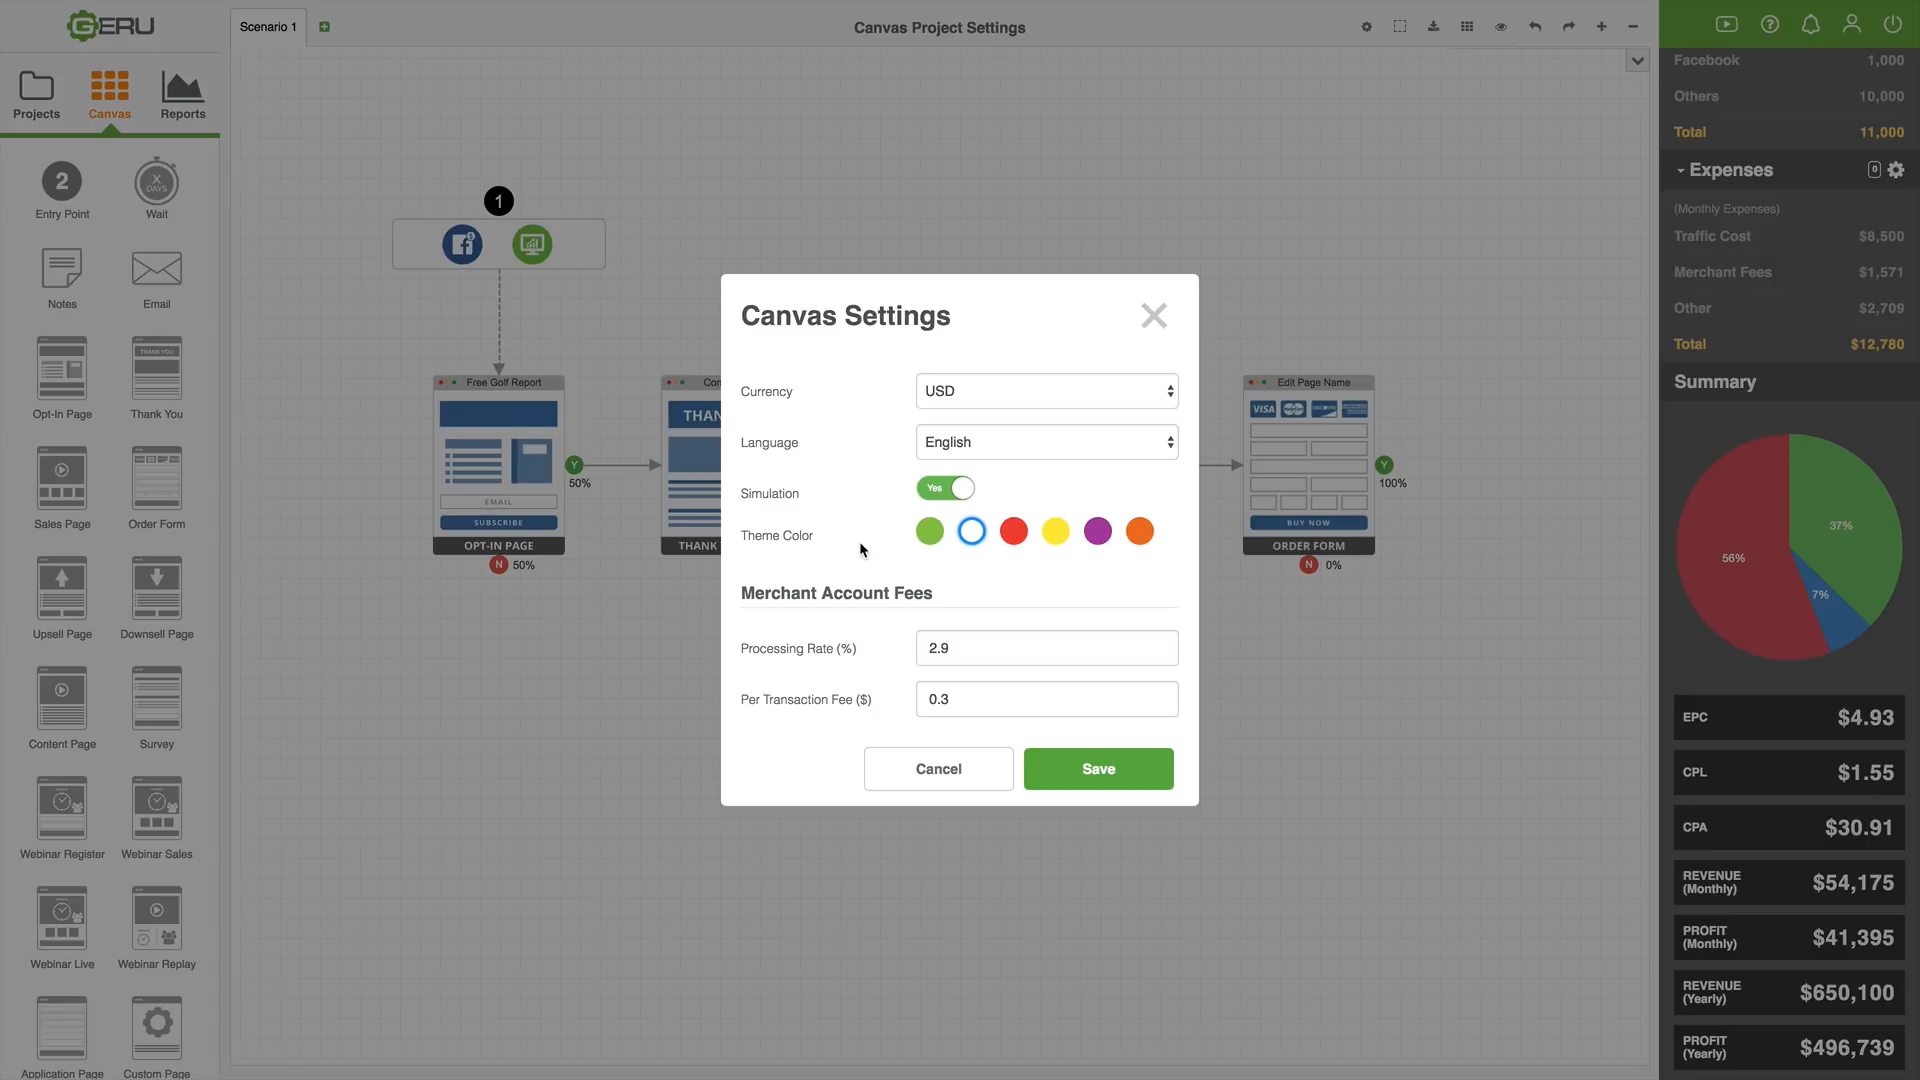 GERU
Scenario 1
Canvas Project Settings
Projects
Canvas
Reports
2
Entry Point
X
DAYS
Wait
Notes
Email
Opt-In Page
THANK YOU
Thank You
Sales Page
Order Form
Upsell Page
Downsell Page
Content Page
Survey
Webinar Register
Webinar Sales
Webinar Live
Webinar Replay
Application Page
Custom Page
1
Free Golf Report
EMAIL
SUBSCRIBE
OPT-IN PAGE
Y
50%
N
50%
Con
THAN
THANK
Edit Page Name
VISA
DISCOVER
BUY NOW
ORDER FORM
Y
100%
N
0%
Canvas Settings
Currency
USD
Language
English
Simulation
Yes
Theme Color
Merchant Account Fees
Processing Rate (%)
2.9
Per Transaction Fee ($)
0.3
Cancel
Save
Facebook 1,000
Others 10,000
Total 11,000
Expenses
0
(Monthly Expenses)
Traffic Cost $8,500
Merchant Fees $1,571
Other $2,709
Total $12,780
Summary
37%
56%
7%
EPC $4.93
CPL $1.55
CPA $30.91
REVENUE
(Monthly) $54,175
PROFIT
(Monthly) $41,395
REVENUE
(Yearly) $650,100
PROFIT
(Yearly) $496,739